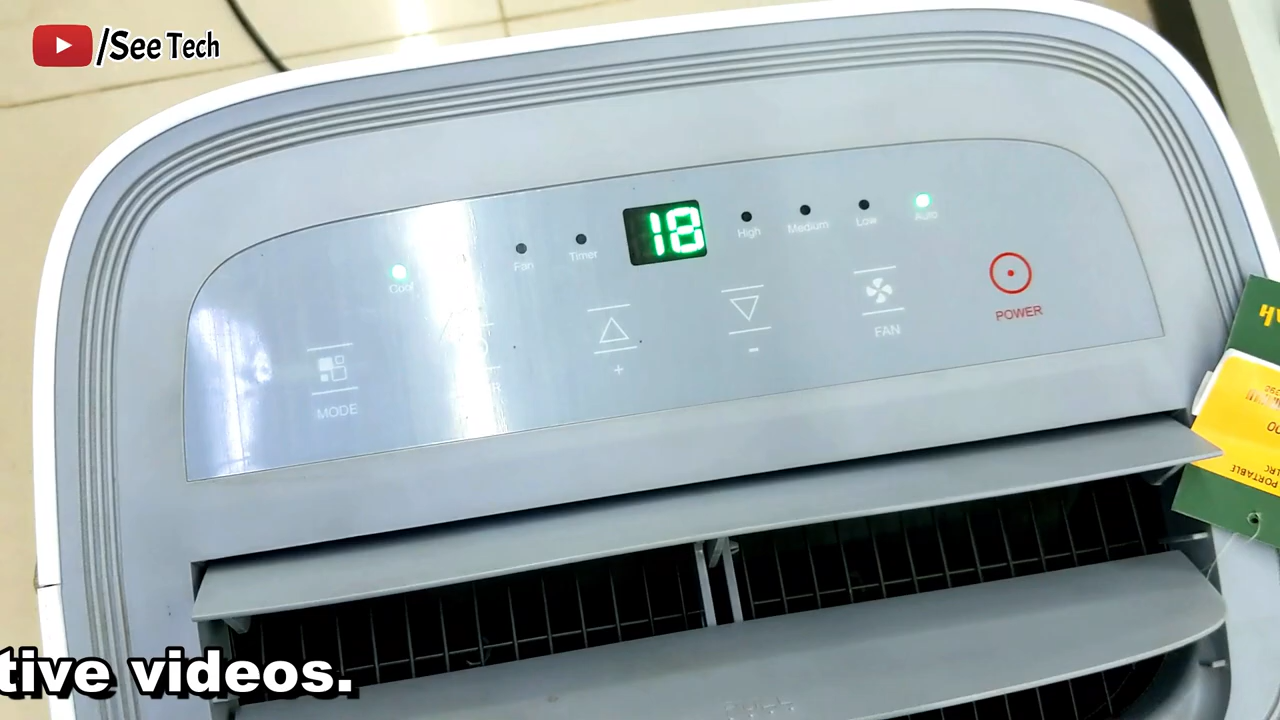 /See Tech
18
Cool
Fan
Timer
High
Medium
Low
Auto
MODE
+
-
FAN
POWER
PORTABLE
tive videos.